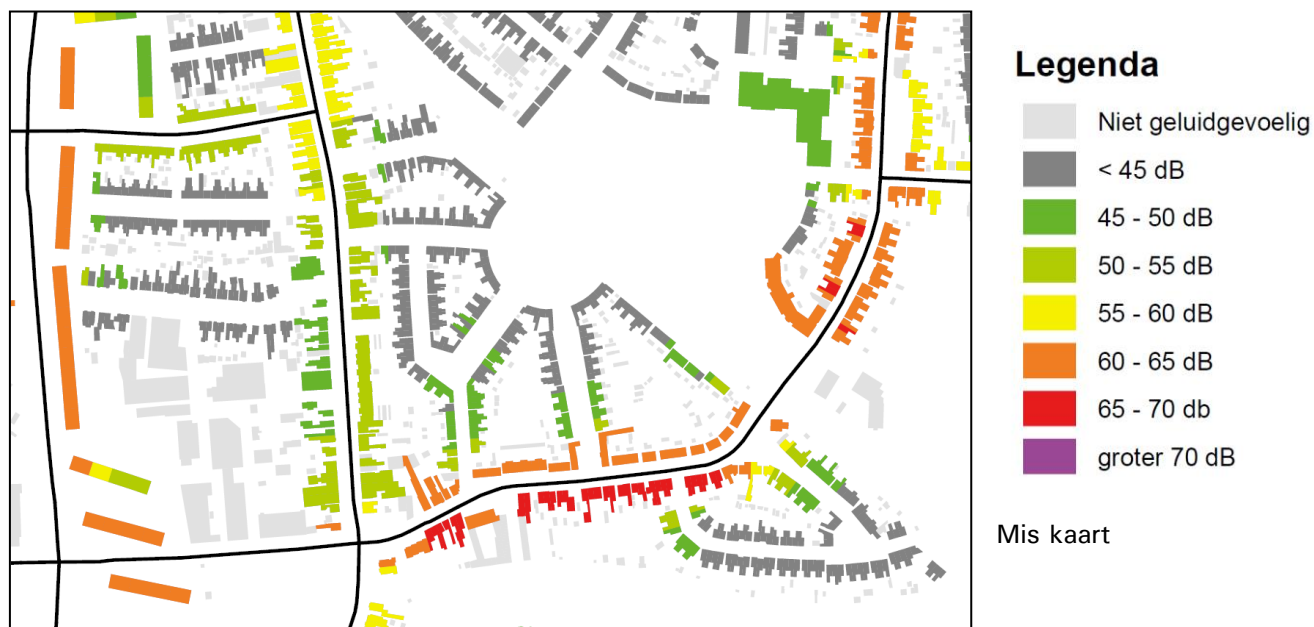 Legenda
Niet geluidgevoelig
< 45 dB
45 - 50 dB
50 - 55 dB
55 - 60 dB
60 - 65 dB
65 - 70 db
groter 70 dB
Mis kaart